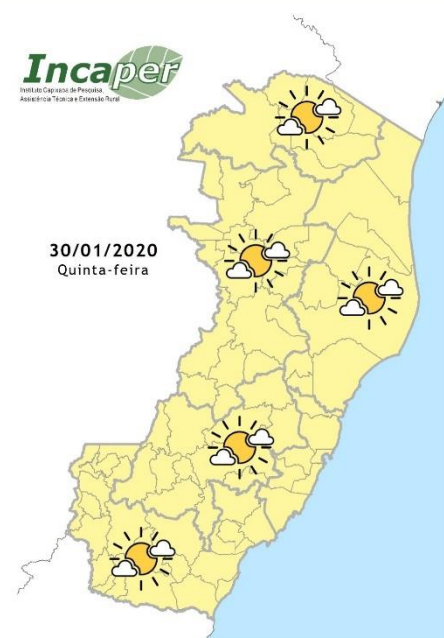 Incaper
Instituto Capixaba de Pesquisa,
Assistência Técnica e Extensão Rural
30/01/2020
Quinta-feira